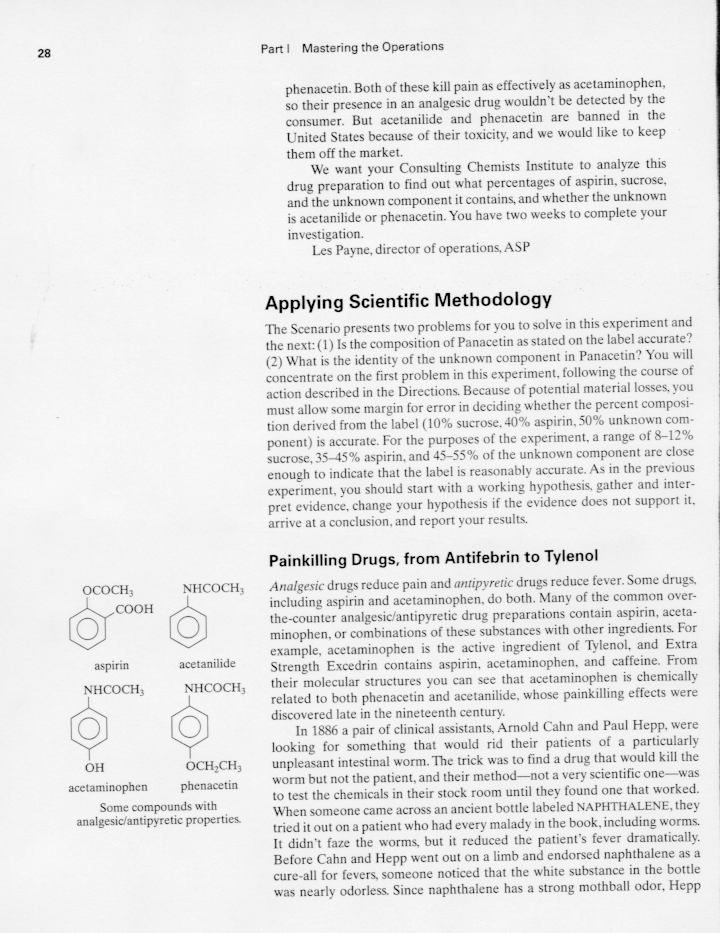 28
Part I Mastering the Operations
phenacetin. Both of these kill pain as effectively as acetaminophen,
so their presence in an analgesic drug wouldn't be detected by the
consumer. But acetanilide and phenacetin are banned in the
United States because of their toxicity, and we would like to keep
them off the market.
We want your Consulting Chemists Institute to analyze this
drug preparation to find out what percentages of aspirin, sucrose,
and the unknown component it contains, and whether the unknown
is acetanilide or phenacetin. You have two weeks to complete your
investigation.
Les Payne, director of operations, ASP
Applying Scientific Methodology
The Scenario presents two problems for you to solve in this experiment and
the next: (1) Is the composition of Panacetin as stated on the label accurate?
(2) What is the identity of the unknown component in Panacetin? You will
concentrate on the first problem in this experiment, following the course of
action described in the Directions. Because of potential material losses, you
must allow some margin for error in deciding whether the percent composi-
tion derived from the label (10% sucrose, 40% aspirin, 50% unknown com-
ponent) is accurate. For the purposes of the experiment, a range of 8–12%
sucrose, 35–45% aspirin, and 45–55% of the unknown component are close
enough to indicate that the label is reasonably accurate. As in the previous
experiment, you should start with a working hypothesis, gather and inter-
pret evidence, change your hypothesis if the evidence does not support it,
arrive at a conclusion, and report your results.
Painkilling Drugs, from Antifebrin to Tylenol
Analgesic drugs reduce pain and antipyretic drugs reduce fever. Some drugs,
including aspirin and acetaminophen, do both. Many of the common over-
the-counter analgesic/antipyretic drug preparations contain aspirin, aceta-
minophen, or combinations of these substances with other ingredients. For
example, acetaminophen is the active ingredient of Tylenol, and Extra
Strength Excedrin contains aspirin, acetaminophen, and caffeine. From
their molecular structures you can see that acetaminophen is chemically
related to both phenacetin and acetanilide, whose painkilling effects were
discovered late in the nineteenth century.
In 1886 a pair of clinical assistants, Arnold Cahn and Paul Hepp, were
looking for something that would rid their patients of a particularly
unpleasant intestinal worm. The trick was to find a drug that would kill the
worm but not the patient, and their method—not a very scientific one—was
to test the chemicals in their stock room until they found one that worked.
When someone came across an ancient bottle labeled NAPHTHALENE, they
tried it out on a patient who had every malady in the book, including worms.
It didn't faze the worms, but it reduced the patient's fever dramatically.
Before Cahn and Hepp went out on a limb and endorsed naphthalene as a
cure-all for fevers, someone noticed that the white substance in the bottle
was nearly odorless. Since naphthalene has a strong mothball odor, Hepp
OCOCH₃ NHCOCH₃
COOH
aspirin acetanilide
NHCOCH₃ NHCOCH₃
OH OCH₂CH₃
acetaminophen phenacetin
Some compounds with
analgesic/antipyretic properties.